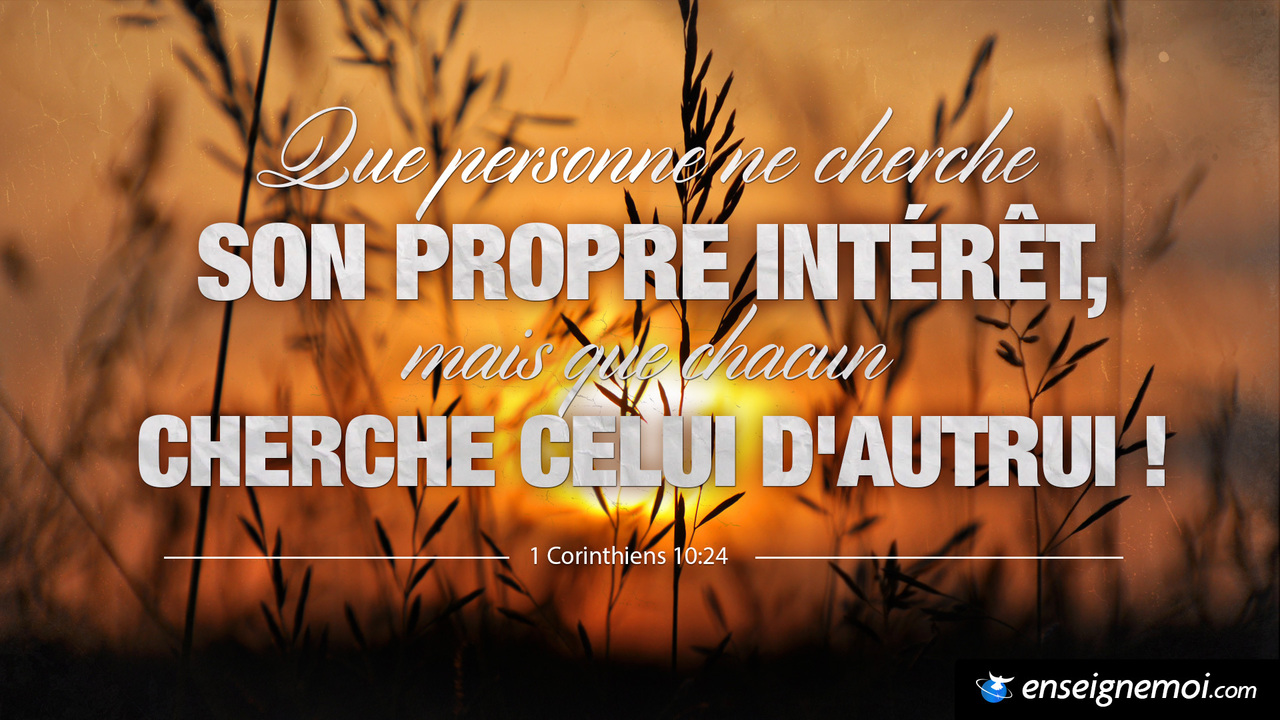 Que personne ne cherche
SON PROPRE INTÉRÊT,
mais que chacun
CHERCHE CELUI D'AUTRUI !
1 Corinthiens 10:24
enseignemoi.com